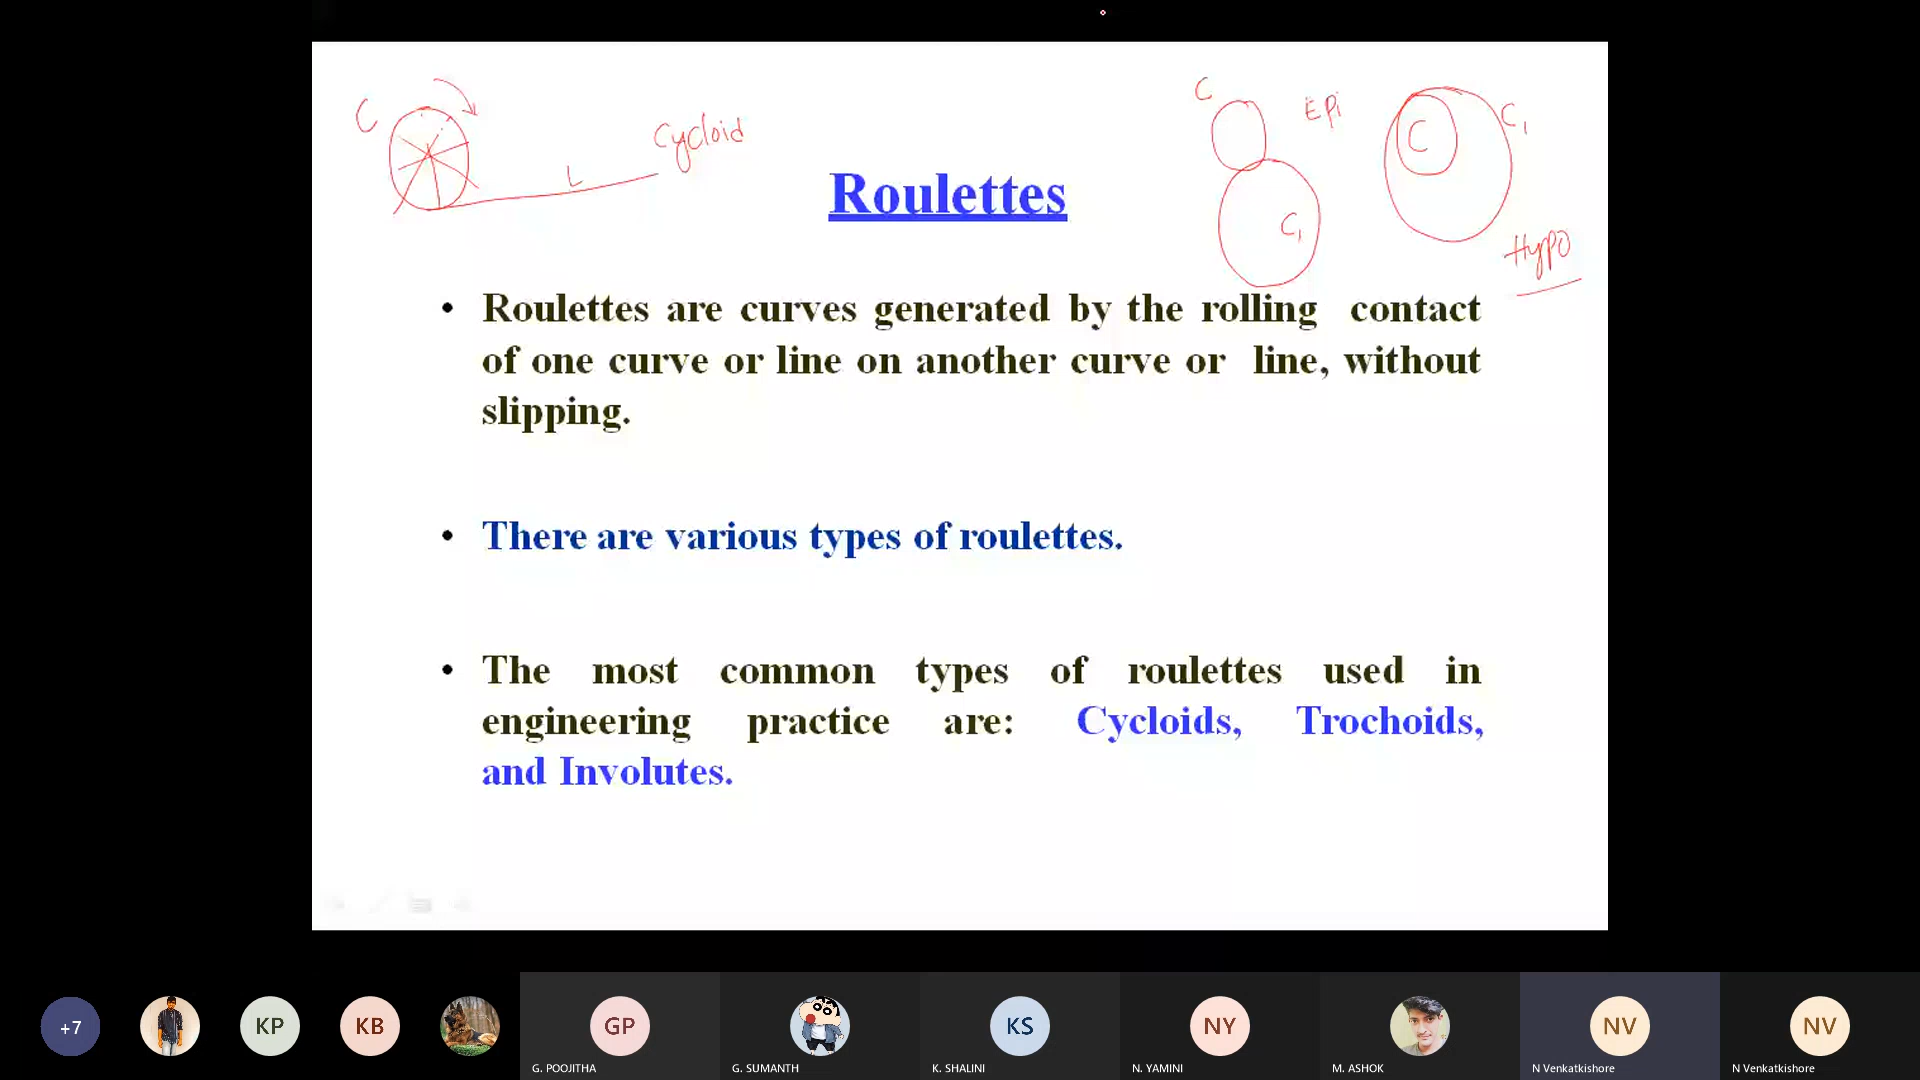 C
L
Cycloid
C
C1
Epi
C
C1
Hypo
Roulettes
• Roulettes are curves generated by the rolling contact
of one curve or line on another curve or line, without
slipping.
• There are various types of roulettes.
• The most common types of roulettes used in
engineering practice are: Cycloids, Trochoids,
and Involutes.
+7
KP
KB
GP
KS
NY
NV
NV
G. POOJITHA
G. SUMANTH
K. SHALINI
N. YAMINI
M. ASHOK
N Venkatkishore
N Venkatkishore